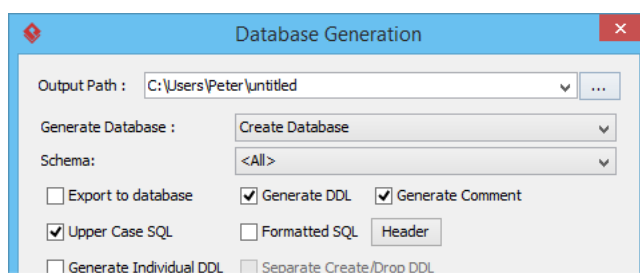 Database Generation
Output Path : C:\Users\Peter\untitled ...
Generate Database : Create Database
Schema: <All>
Export to database Generate DDL Generate Comment
Upper Case SQL Formatted SQL Header
Generate Individual DDL Separate Create/Drop DDL